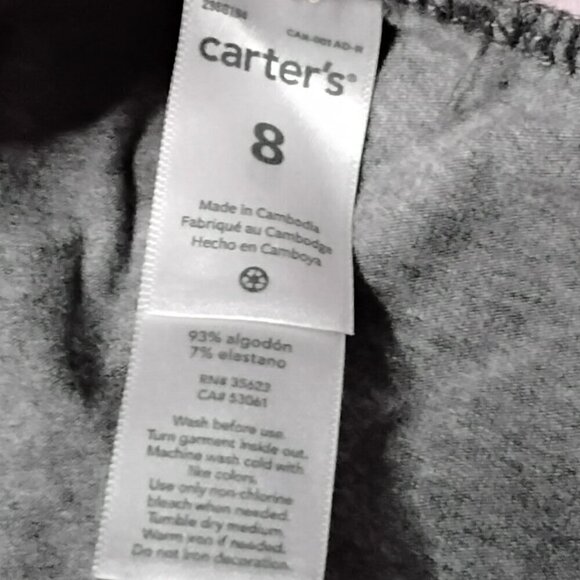 carter's®
8
Made in Cambodia
Fabriqué au Cambodge
Hecho en Camboya
93% algodón
7% elastano
RN# 35623
CA# 53061
Wash before use.
Turn garment inside out.
Machine wash cold with
like colors.
Use only non-chlorine
bleach when needed.
Tumble dry medium.
Warm iron if needed.
Do not iron decoration.